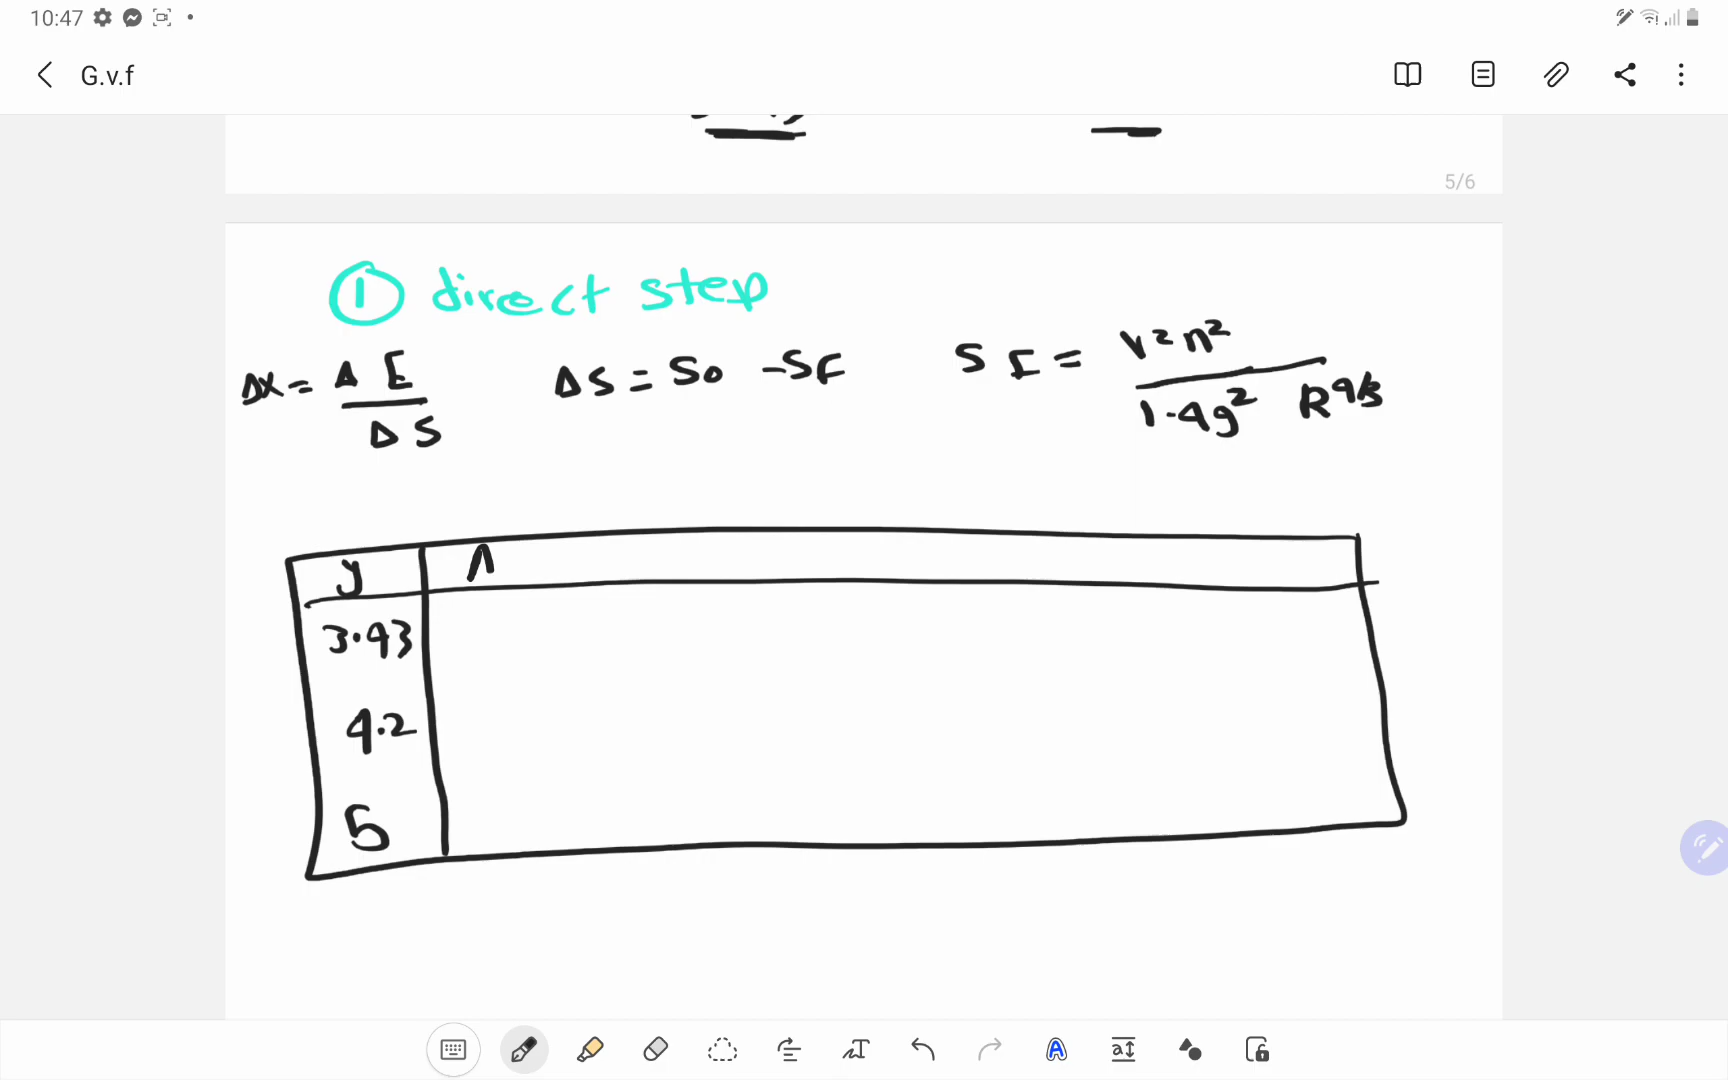 10:47
G.v.f
5/6
① direct step
Δx = ΔE / ΔS
ΔS = So - SF
SF = V2 n² / 1.49² R4/3
y
3.43
4.2
5